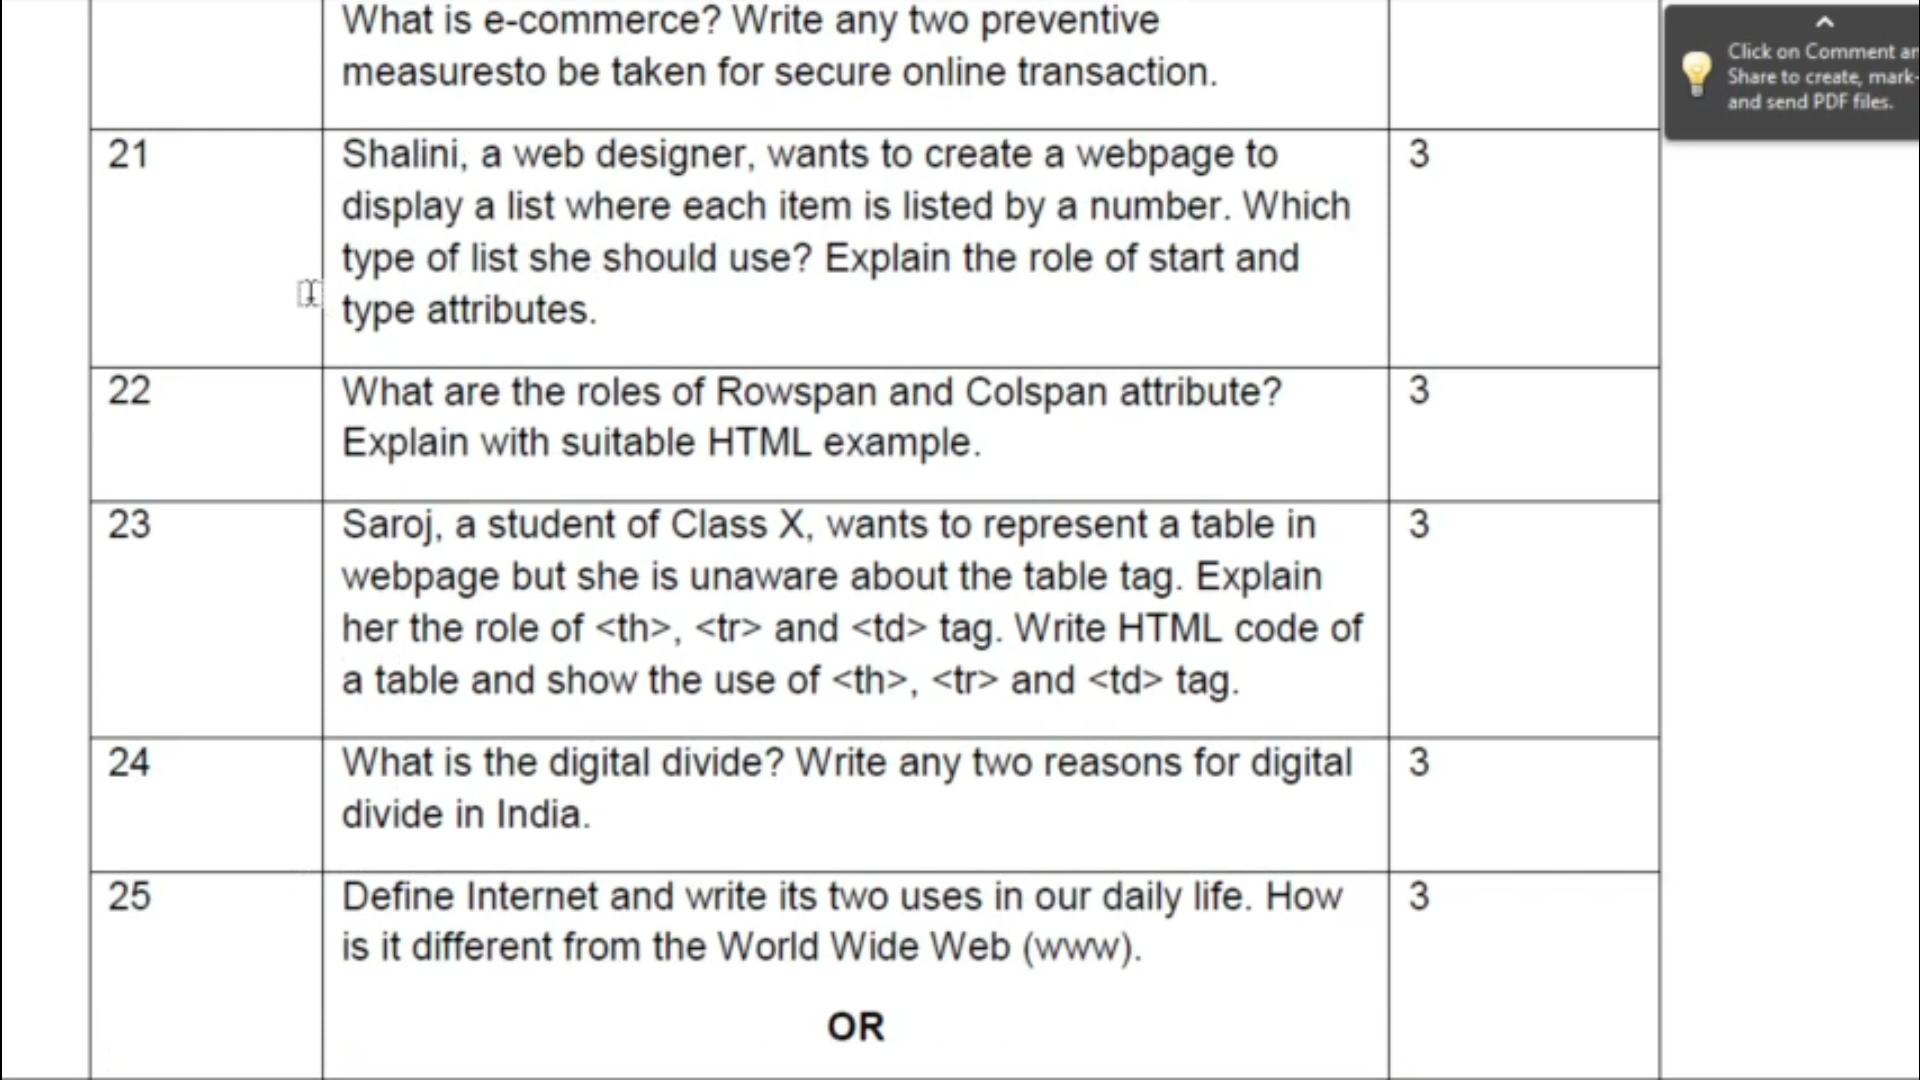 What is e-commerce? Write any two preventive
measuresto be taken for secure online transaction.
21
Shalini, a web designer, wants to create a webpage to
display a list where each item is listed by a number. Which
type of list she should use? Explain the role of start and
type attributes.
3
22
What are the roles of Rowspan and Colspan attribute?
Explain with suitable HTML example.
3
23
Saroj, a student of Class X, wants to represent a table in
webpage but she is unaware about the table tag. Explain
her the role of <th>, <tr> and <td> tag. Write HTML code of
a table and show the use of <th>, <tr> and <td> tag.
3
24
What is the digital divide? Write any two reasons for digital
divide in India.
3
25
Define Internet and write its two uses in our daily life. How
is it different from the World Wide Web (www).
3
OR
Click on Comment an
Share to create, mark-
and send PDF files.